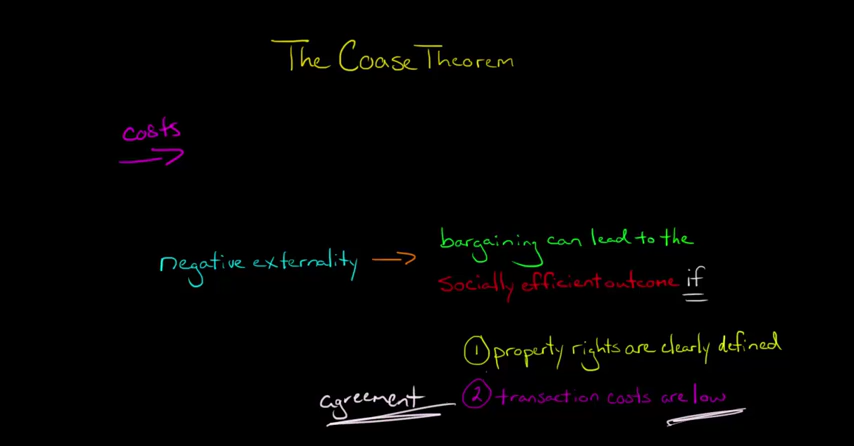 The Coase Theorem
costs
negative externality → bargaining can lead to the
socially efficient outcome if
① property rights are clearly defined
agreement ② transaction costs are low